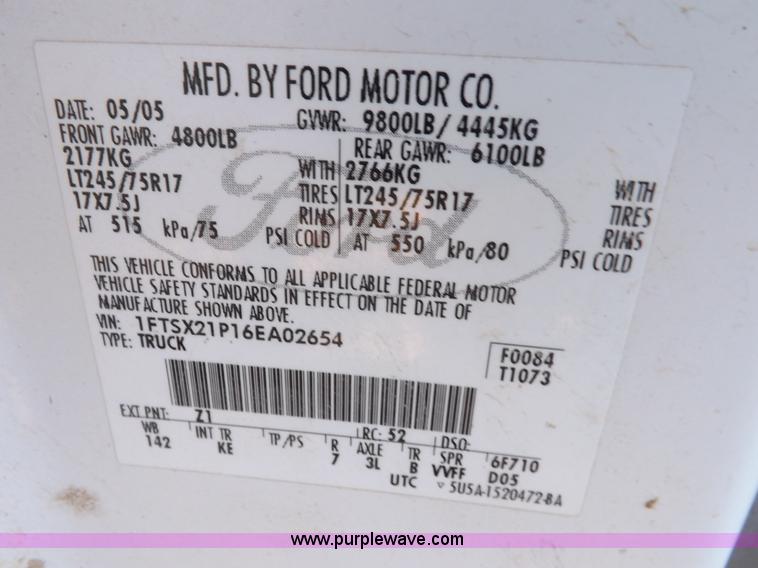 MFD. BY FORD MOTOR CO.
DATE: 05/05 GVWR: 9800LB/ 4445KG
FRONT GAWR: 4800LB REAR GAWR: 6100LB
2177KG WITH 2766KG WITH
LT245/75R17 TIRES LT245/75R17 TIRES
17X7.5J RIMS 17X7.5J RIMS
AT 515 kPa/75 PSI COLD AT 550 kPa/80 PSI COLD
Ford
THIS VEHICLE CONFORMS TO ALL APPLICABLE FEDERAL MOTOR
VEHICLE SAFETY STANDARDS IN EFFECT ON THE DATE OF
MANUFACTURE SHOWN ABOVE.
VIN: 1FTSX21P16EA02654
TYPE: TRUCK
F0084
T1073
EXT PNT: Z1 RC: 52 DSO:
WB INT TR TP/PS R AXLE TR SPR 6F710
142 KE 7 3L B VVFF D05
UTC ▽ 5U5A-1520472-BA
www.purplewave.com